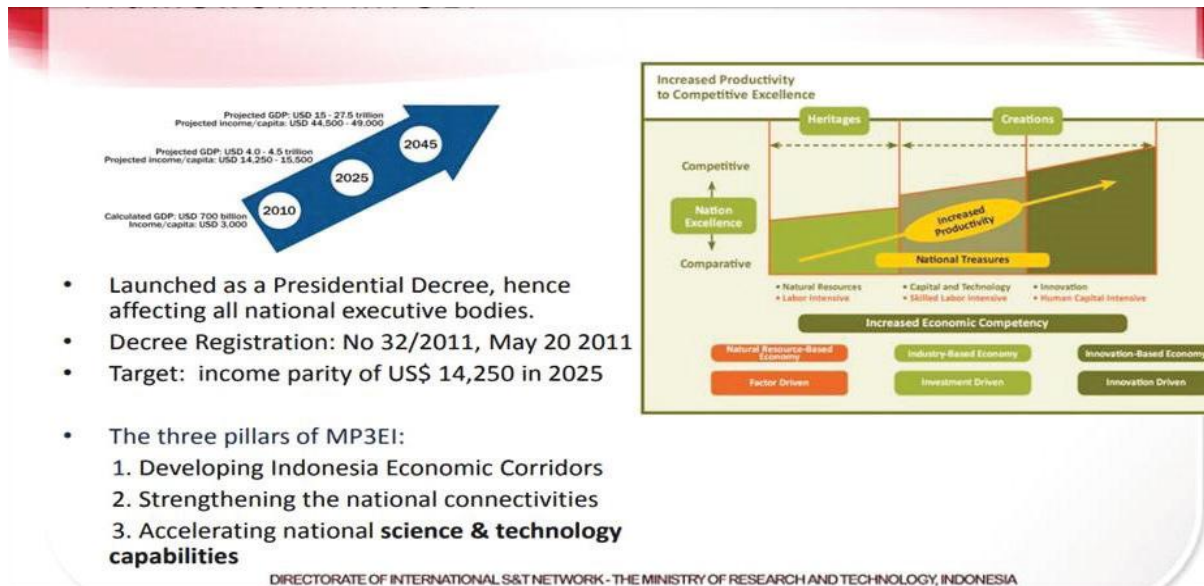 Projected GDP: USD 15 - 27.5 trillion
Projected income/capita: USD 44,500 - 49,000
2045
Projected GDP: USD 4.0 - 4.5 trillion
Projected income/capita: USD 14,250 - 15,500
2025
Calculated GDP: USD 700 billion
Income/capita: USD 3,000
2010
• Launched as a Presidential Decree, hence
affecting all national executive bodies.
• Decree Registration: No 32/2011, May 20 2011
• Target: income parity of US$ 14,250 in 2025
• The three pillars of MP3EI:
1. Developing Indonesia Economic Corridors
2. Strengthening the national connectivities
3. Accelerating national science & technology
capabilities
Increased Productivity
to Competitive Excellence
Heritages
Creations
Competitive
Nation
Excellence
Comparative
Increased
Productivity
National Treasures
• Natural Resources
• Labor Intensive
• Capital and Technology
• Skilled Labor Intensive
• Innovation
• Human Capital Intensive
Increased Economic Competency
Natural Resource-Based
Economy
Industry-Based Economy
Innovation-Based Economy
Factor Driven
Investment Driven
Innovation Driven
DIRECTORATE OF INTERNATIONAL S&T NETWORK - THE MINISTRY OF RESEARCH AND TECHNOLOGY, INDONESIA